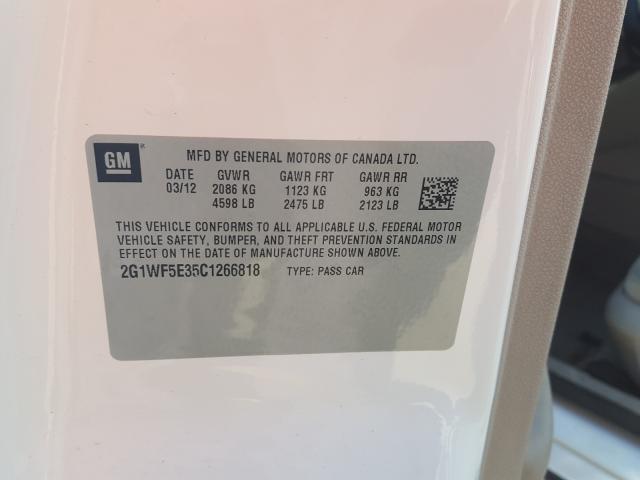 GM
MFD BY GENERAL MOTORS OF CANADA LTD.
DATE GVWR GAWR FRT GAWR RR
03/12 2086 KG 1123 KG 963 KG
4598 LB 2475 LB 2123 LB
THIS VEHICLE CONFORMS TO ALL APPLICABLE U.S. FEDERAL MOTOR
VEHICLE SAFETY, BUMPER, AND THEFT PREVENTION STANDARDS IN
EFFECT ON THE DATE OF MANUFACTURE SHOWN ABOVE.
2G1WF5E35C1266818 TYPE: PASS CAR